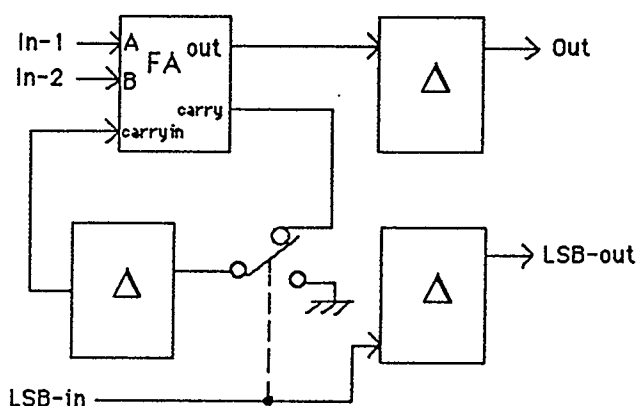 In-1
In-2
A
B
FA
out
carry
carryin
Δ
Out
Δ
Δ
LSB-out
LSB-in